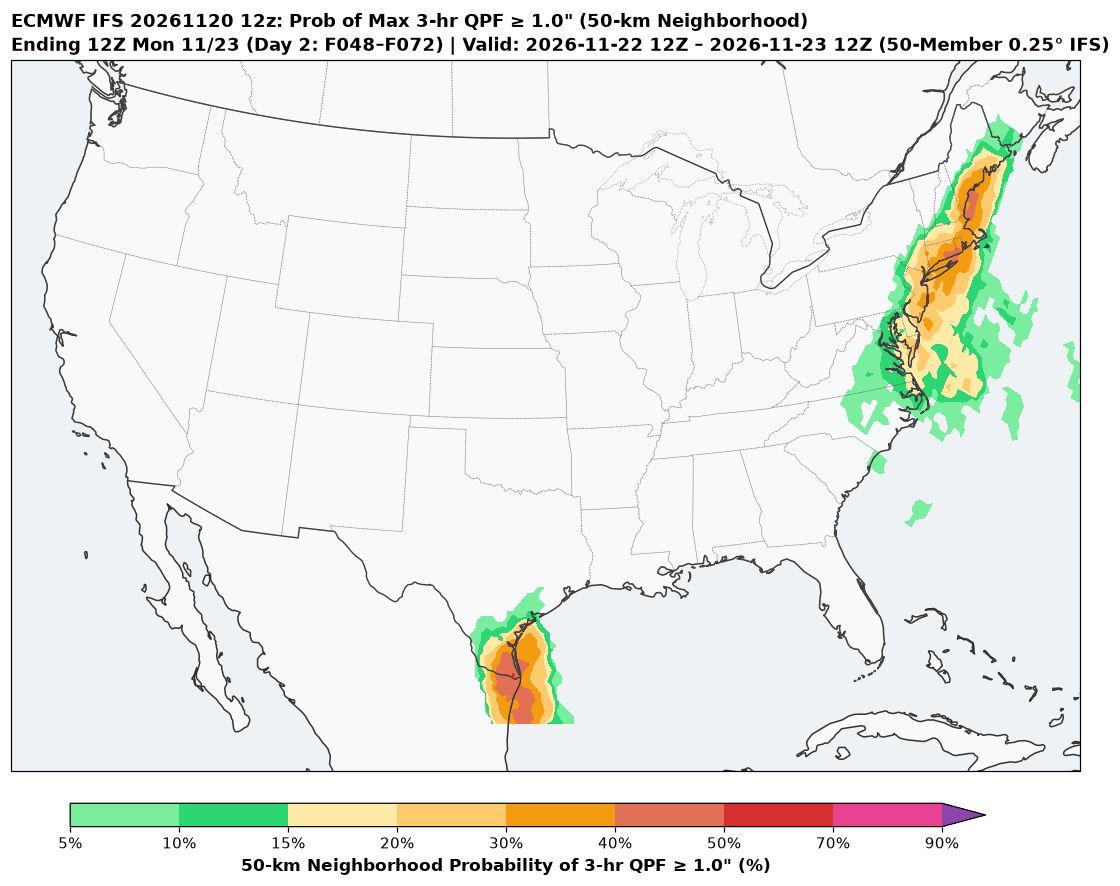 ECMWF IFS 20261120 12z: Prob of Max 3-hr QPF ≥ 1.0" (50-km Neighborhood)
Ending 12Z Mon 11/23 (Day 2: F048–F072) | Valid: 2026-11-22 12Z – 2026-11-23 12Z (50-Member 0.25° IFS)
5% 10% 15% 20% 30% 40% 50% 70% 90%
50-km Neighborhood Probability of 3-hr QPF ≥ 1.0" (%)